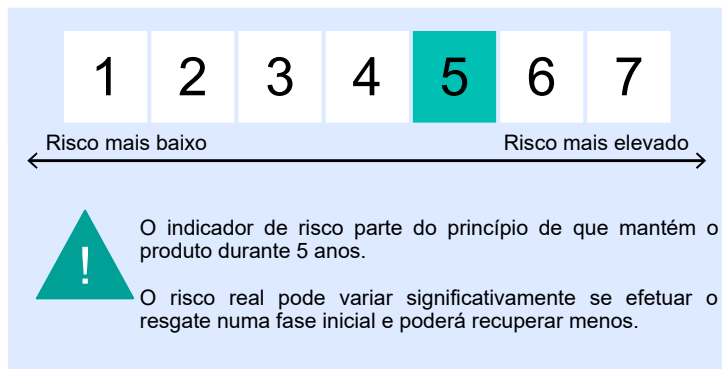 1 2 3 4 5 6 7
Risco mais baixo Risco mais elevado
! O indicador de risco parte do princípio de que mantém o
produto durante 5 anos.
O risco real pode variar significativamente se efetuar o
resgate numa fase inicial e poderá recuperar menos.